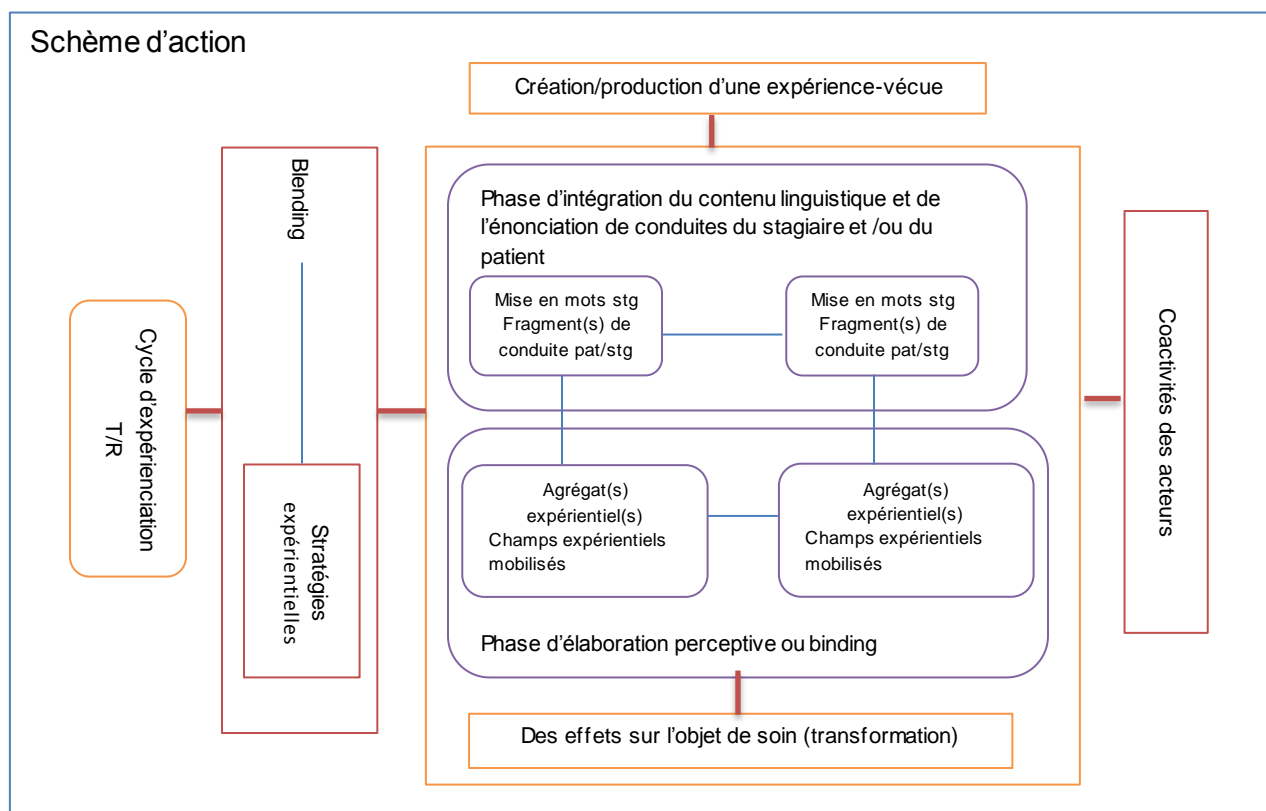 Schème d'action
Création/production d'une expérience-vécue
Cycle d'expérienciation
T/R
Blending
Stratégies
expérientielles
Phase d'intégration du contenu linguistique et de
l'énonciation de conduites du stagiaire et /ou du
patient
Mise en mots stg
Fragment(s) de
conduite pat/stg
Mise en mots stg
Fragment(s) de
conduite pat/stg
Agrégat(s)
expérientiel(s)
Champs expérientiels
mobilisés
Agrégat(s)
expérientiel(s)
Champs expérientiels
mobilisés
Phase d'élaboration perceptive ou binding
Des effets sur l'objet de soin (transformation)
Coactivités des acteurs